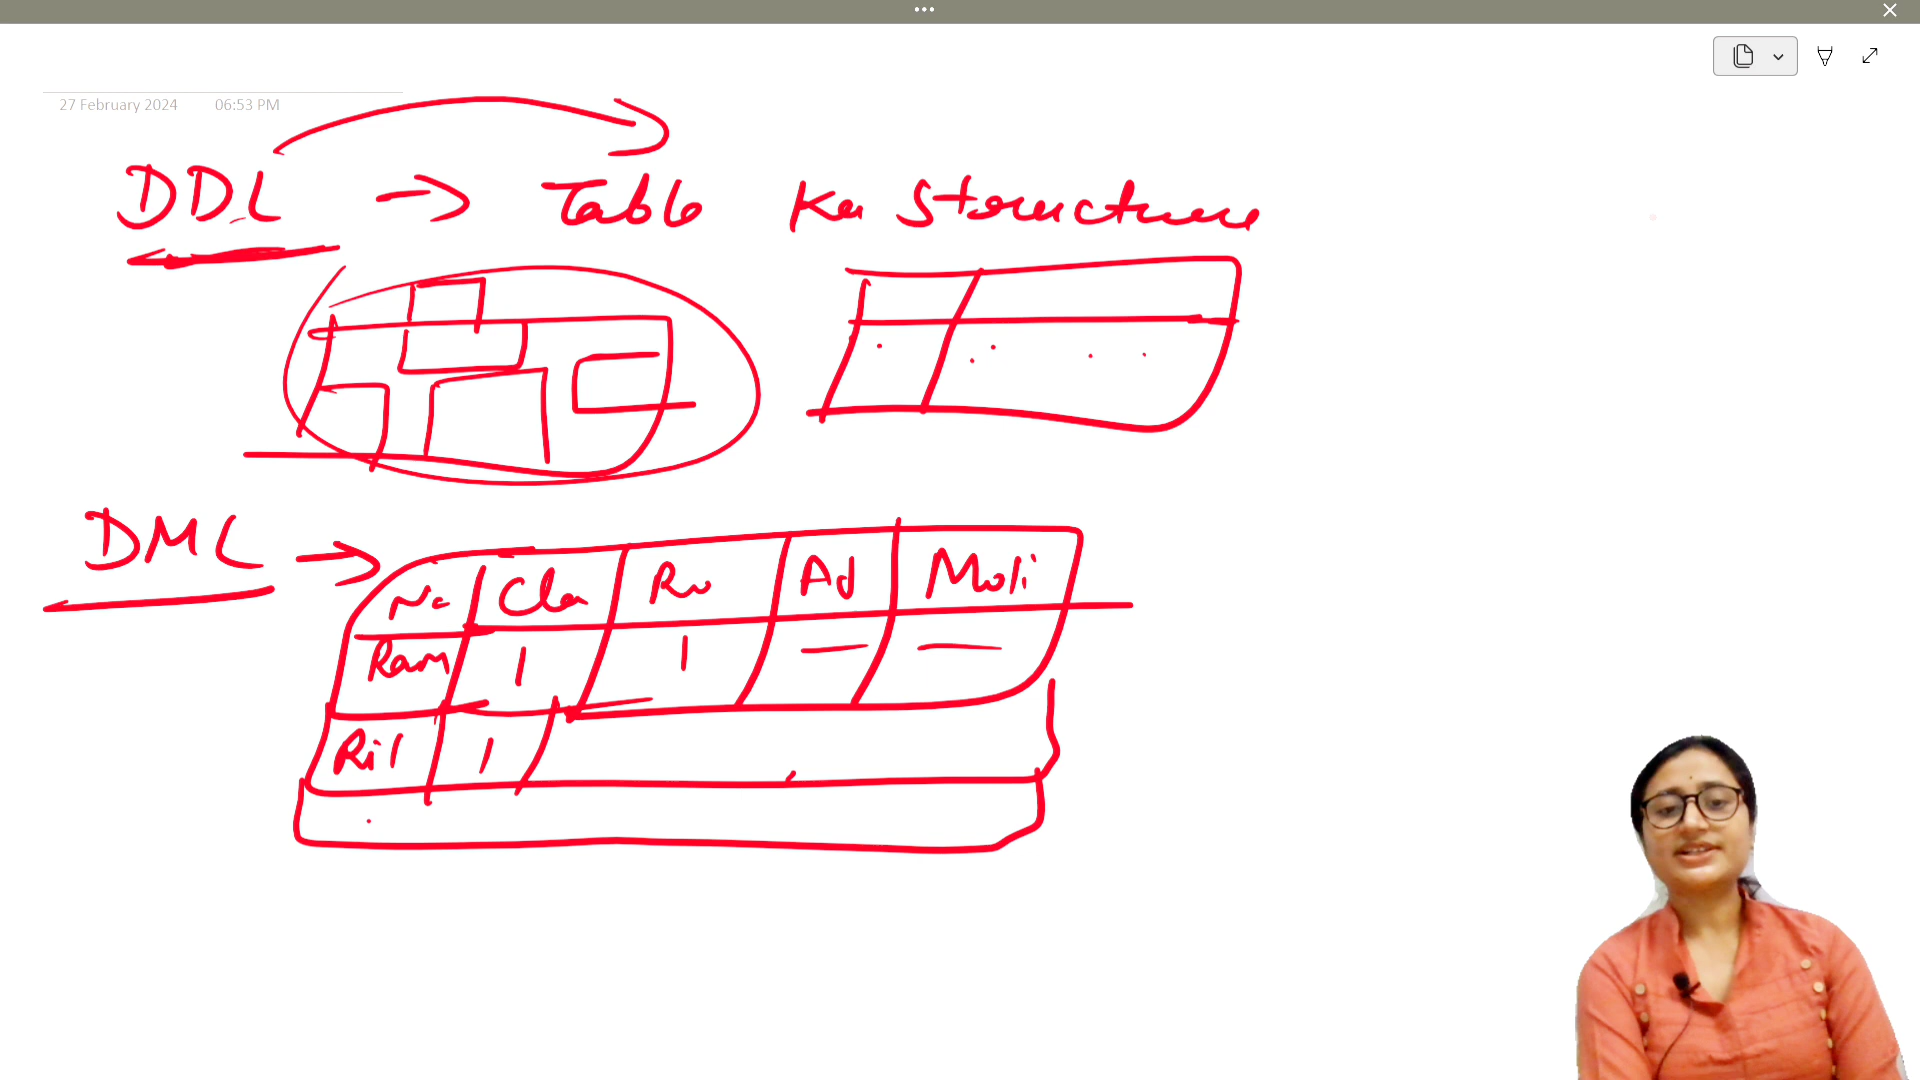 27 February 2024 06:53 PM
DDL → Table Ka Structure
DML →
Na Cla Ro Ad Mobi
Ram 1 1 — —
1